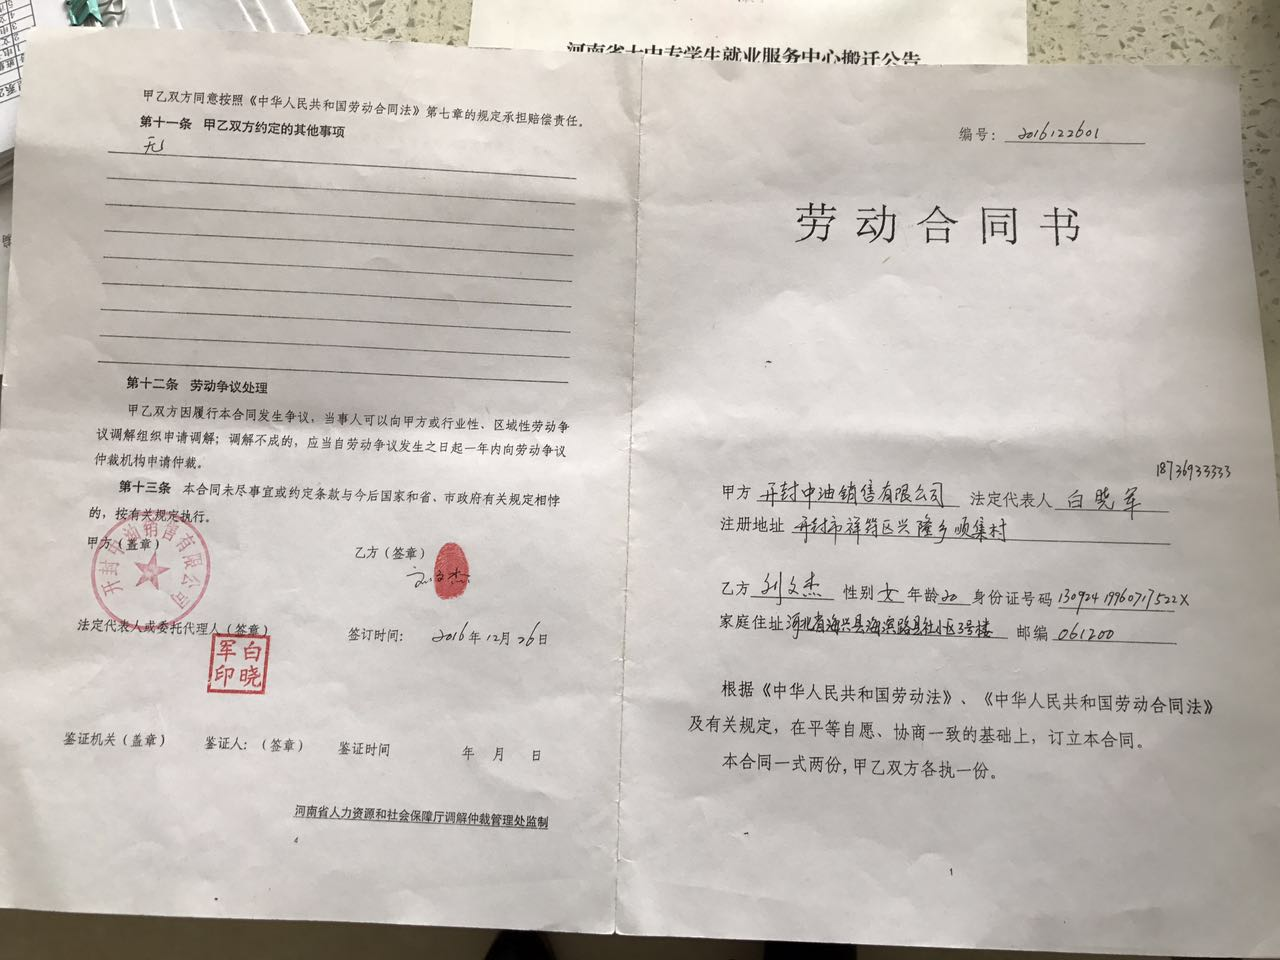 河南省大中专学生就业服务中心搬迁公告
甲乙双方同意按照《中华人民共和国劳动合同法》第七章的规定承担赔偿责任。
第十一条 甲乙双方约定的其他事项
无
第十二条 劳动争议处理
甲乙双方因履行本合同发生争议，当事人可以向甲方或行业性、区域性劳动争
议调解组织申请调解；调解不成的，应当自劳动争议发生之日起一年内向劳动争议
仲裁机构申请仲裁。
第十三条 本合同未尽事宜或约定条款与今后国家和省、市政府有关规定相悖
的，按有关规定执行。
甲方（盖章） 乙方（签章）
开封中油销售有限公司
刘文杰
法定代表人或委托代理人（签章） 签订时间： 2016年12月26日
白晓军印
鉴证机关（盖章） 鉴证人：（签章） 鉴证时间 年 月 日
河南省人力资源和社会保障厅调解仲裁管理处监制
4
编号：2016122601
劳动合同书
18736933333
甲方 开封中油销售有限公司 法定代表人 白晓军
注册地址 开封市祥符区兴隆乡顺集村
乙方 刘文杰 性别 女 年龄 20 身份证号码 13092419960717522X
家庭住址 河北省海兴县海滨路县社小区3号楼 邮编 061200
根据《中华人民共和国劳动法》、《中华人民共和国劳动合同法》
及有关规定，在平等自愿、协商一致的基础上，订立本合同。
本合同一式两份,甲乙双方各执一份。
1